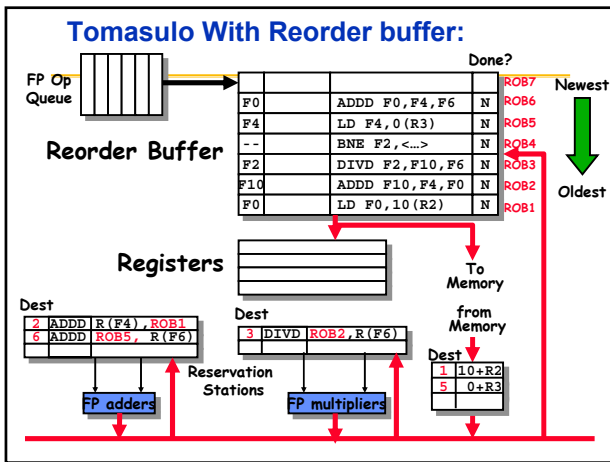 Tomasulo With Reorder buffer:
Done?
FP Op
Queue
ROB7
Newest
F0 ADDD F0,F4,F6 N ROB6
F4 LD F4,0(R3) N ROB5
-- BNE F2,<…> N ROB4
F2 DIVD F2,F10,F6 N ROB3
F10 ADDD F10,F4,F0 N ROB2
F0 LD F0,10(R2) N ROB1
Reorder Buffer
Oldest
Registers
To
Memory
from
Memory
Dest
2 ADDD R(F4),ROB1
6 ADDD ROB5, R(F6)
Dest
3 DIVD ROB2,R(F6)
Dest
1 10+R2
5 0+R3
Reservation
Stations
FP adders
FP multipliers